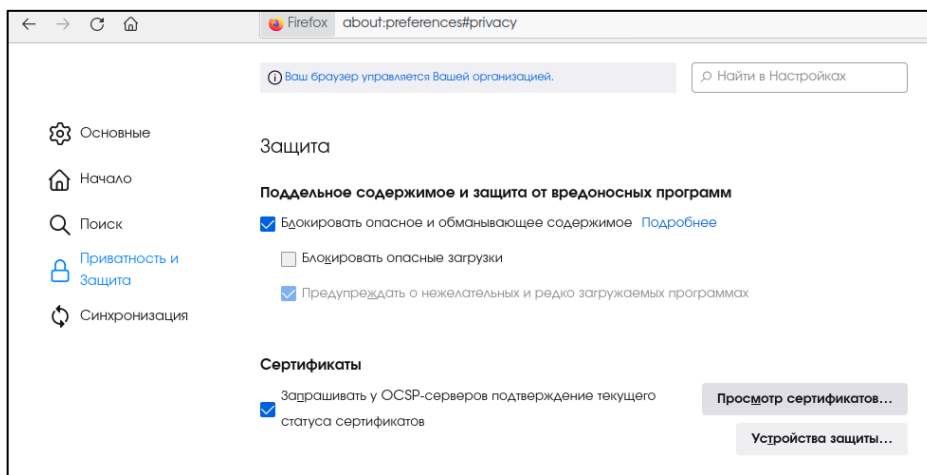 Firefox about:preferences#privacy
Ваш браузер управляется Вашей организацией.
Найти в Настройках
Основные
Начало
Поиск
Приватность и
Защита
Синхронизация
Защита
Поддельное содержимое и защита от вредоносных программ
Блокировать опасное и обманывающее содержимое Подробнее
Блокировать опасные загрузки
Предупреждать о нежелательных и редко загружаемых программах
Сертификаты
Запрашивать у OCSP-серверов подтверждение текущего
статуса сертификатов
Просмотр сертификатов...
Устройства защиты...